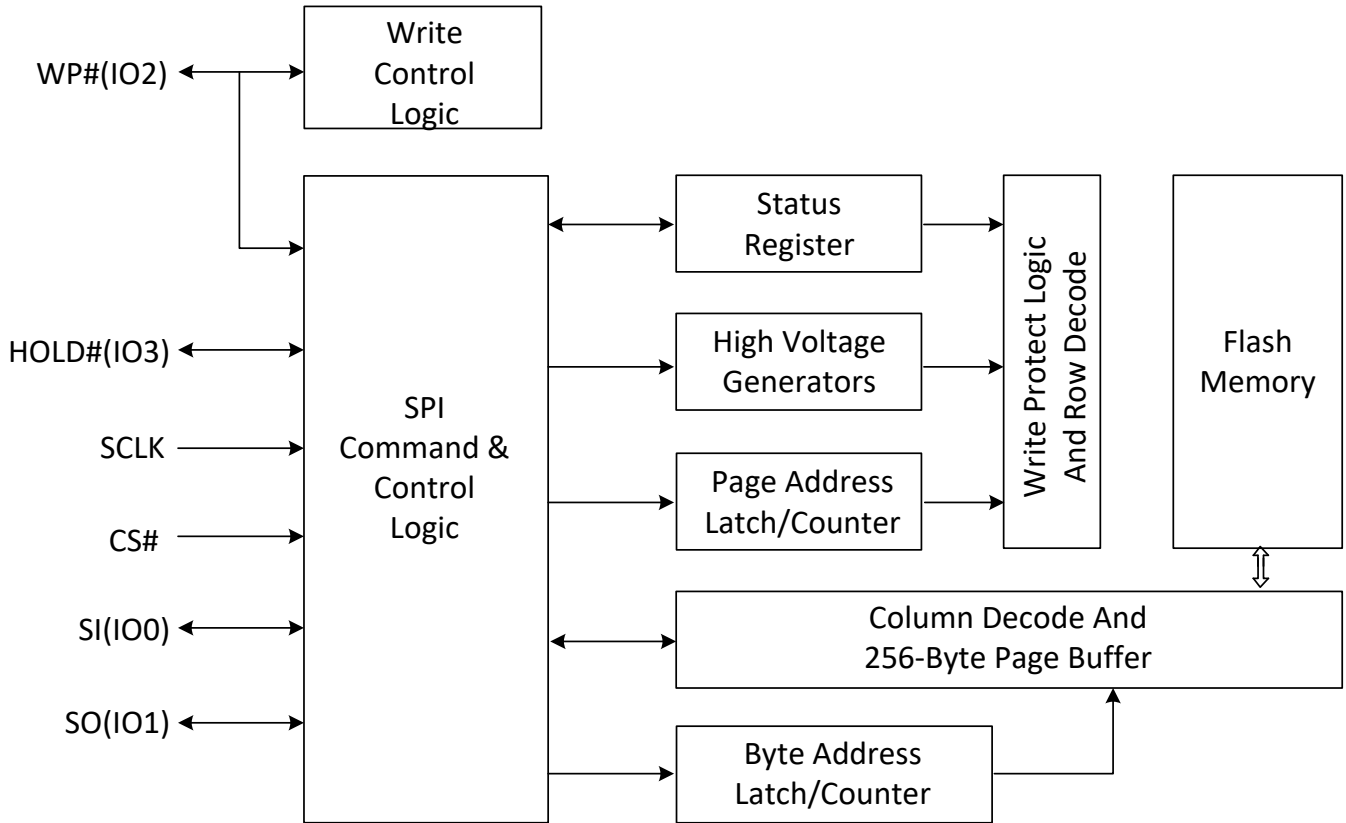 WP#(IO2)
Write
Control
Logic
HOLD#(IO3)
SCLK
CS#
SI(IO0)
SO(IO1)
SPI
Command &
Control
Logic
Status
Register
High Voltage
Generators
Page Address
Latch/Counter
Write Protect Logic
And Row Decode
Flash
Memory
Column Decode And
256-Byte Page Buffer
Byte Address
Latch/Counter